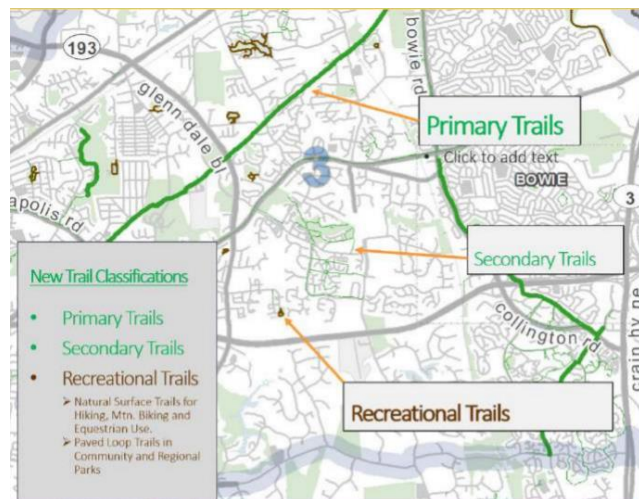 193
glenn dale bl
bowie rd
Primary Trails
• Click to add text
BOWIE
3
3
apolis rd
Secondary Trails
New Trail Classifications
• Primary Trails
• Secondary Trails
• Recreational Trails
➢ Natural Surface Trails for
Hiking, Mtn. Biking and
Equestrian Use.
➢ Paved Loop Trails in
Community and Regional
Parks
collington rd
crain hy ne
Recreational Trails